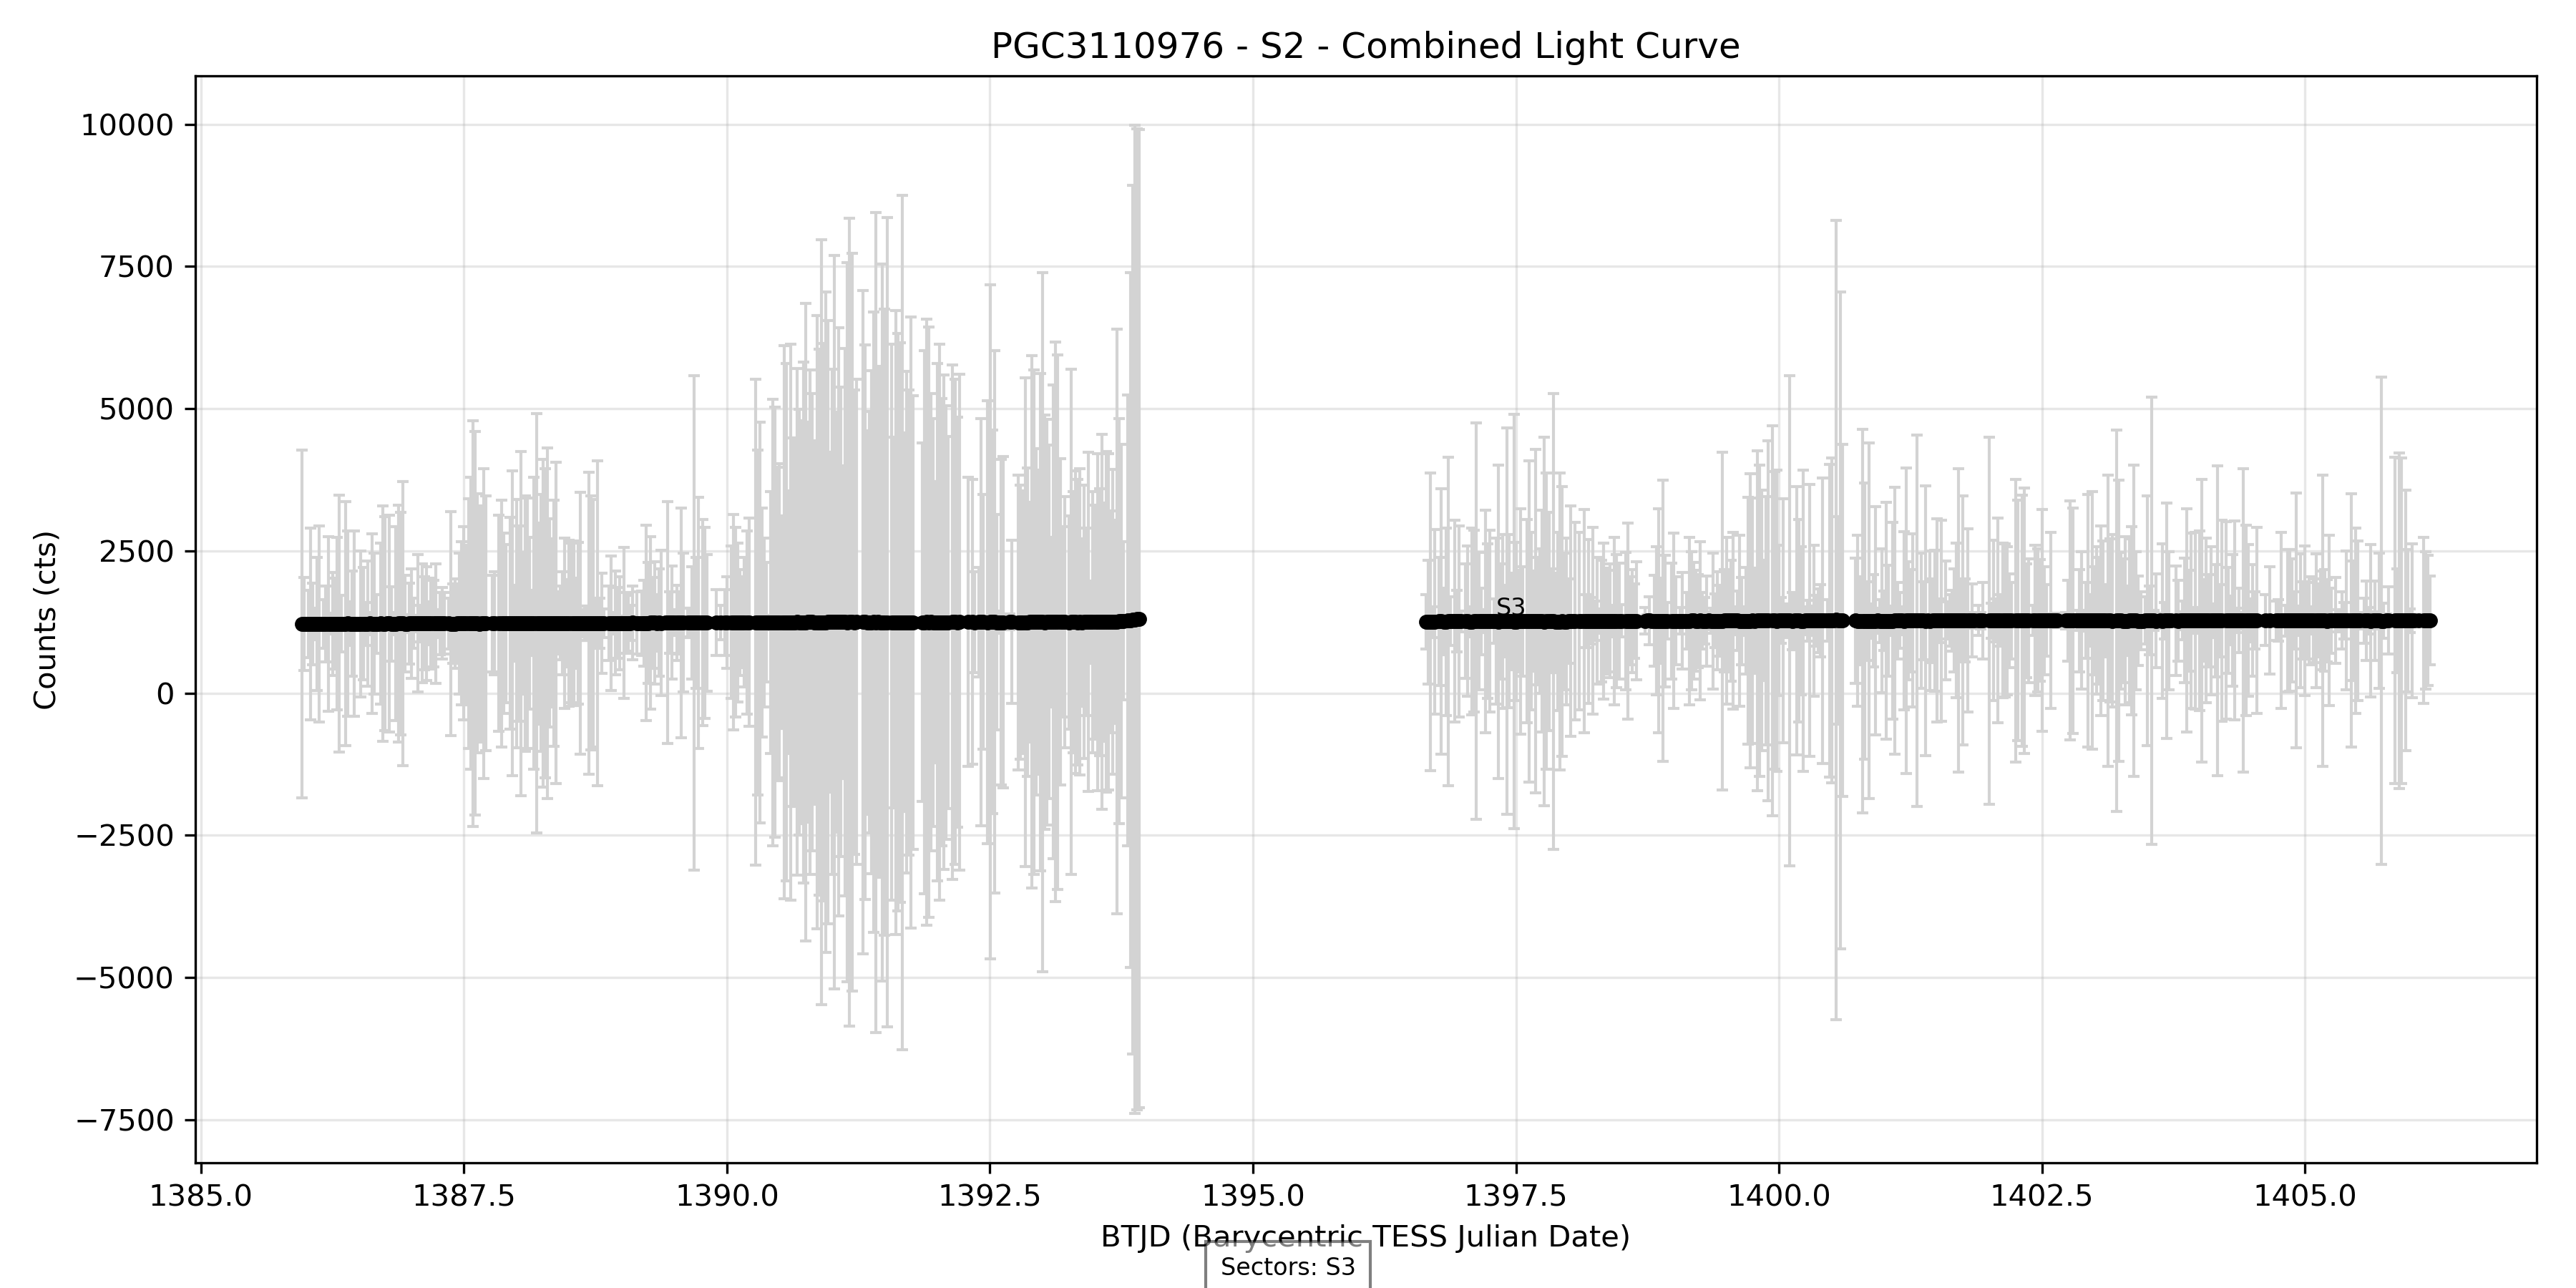 PGC3110976 - S2 - Combined Light Curve
Counts (cts)
10000
7500
5000
2500
0
−2500
−5000
−7500
S3
1385.0 1387.5 1390.0 1392.5 1395.0 1397.5 1400.0 1402.5 1405.0
BTJD (Barycentric TESS Julian Date)
Sectors: S3